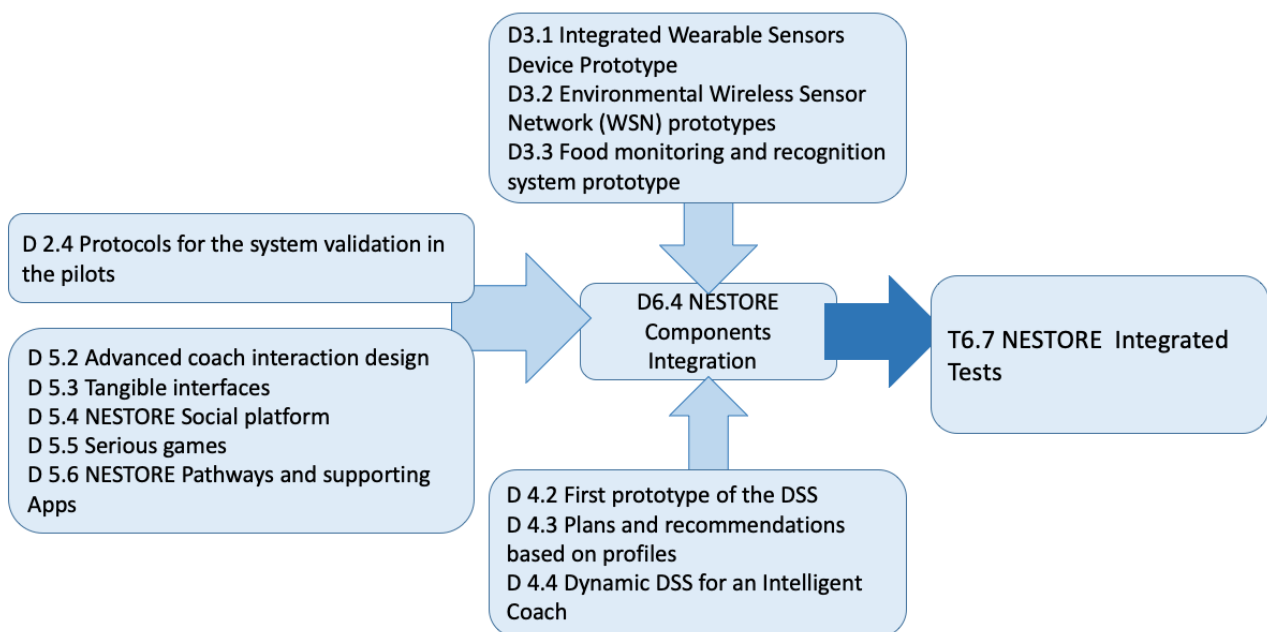 D3.1 Integrated Wearable Sensors
Device Prototype
D3.2 Environmental Wireless Sensor
Network (WSN) prototypes
D3.3 Food monitoring and recognition
system prototype
D 2.4 Protocols for the system validation in
the pilots
D 5.2 Advanced coach interaction design
D 5.3 Tangible interfaces
D 5.4 NESTORE Social platform
D 5.5 Serious games
D 5.6 NESTORE Pathways and supporting
Apps
D6.4 NESTORE
Components
Integration
T6.7 NESTORE Integrated
Tests
D 4.2 First prototype of the DSS
D 4.3 Plans and recommendations
based on profiles
D 4.4 Dynamic DSS for an Intelligent
Coach